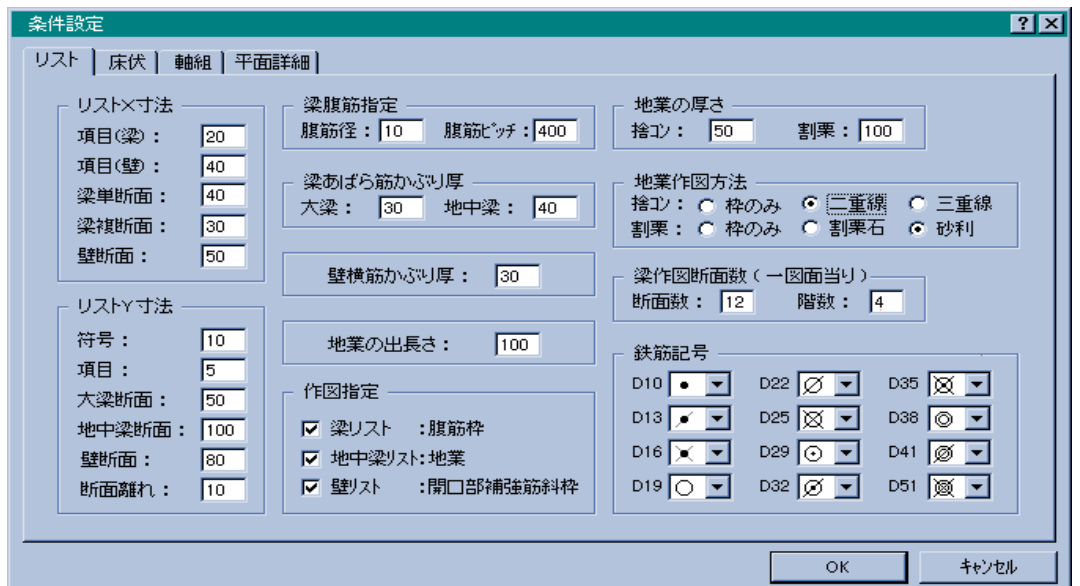 条件設定
リスト 床伏 軸組 平面詳細
リストX寸法
項目(梁)： 20
項目(壁)： 40
梁単断面： 40
梁複断面： 30
壁断面： 50
リストY寸法
符号： 10
項目： 5
大梁断面： 50
地中梁断面： 100
壁断面： 80
断面離れ： 10
梁腹筋指定
腹筋径： 10 腹筋ﾋﾟｯﾁ： 400
梁あばら筋かぶり厚
大梁： 30 地中梁： 40
壁横筋かぶり厚： 30
地業の出長さ： 100
作図指定
梁リスト ：腹筋枠
地中梁リスト：地業
壁リスト ：開口部補強筋斜枠
地業の厚さ
捨コン： 50 割栗： 100
地業作図方法
捨コン： 枠のみ 二重線 三重線
割栗： 枠のみ 割栗石 砂利
梁作図断面数(一図面当り)
断面数： 12 階数： 4
鉄筋記号
D10 D22 D35
D13 D25 D38
D16 D29 D41
D19 D32 D51
OK キャンセル